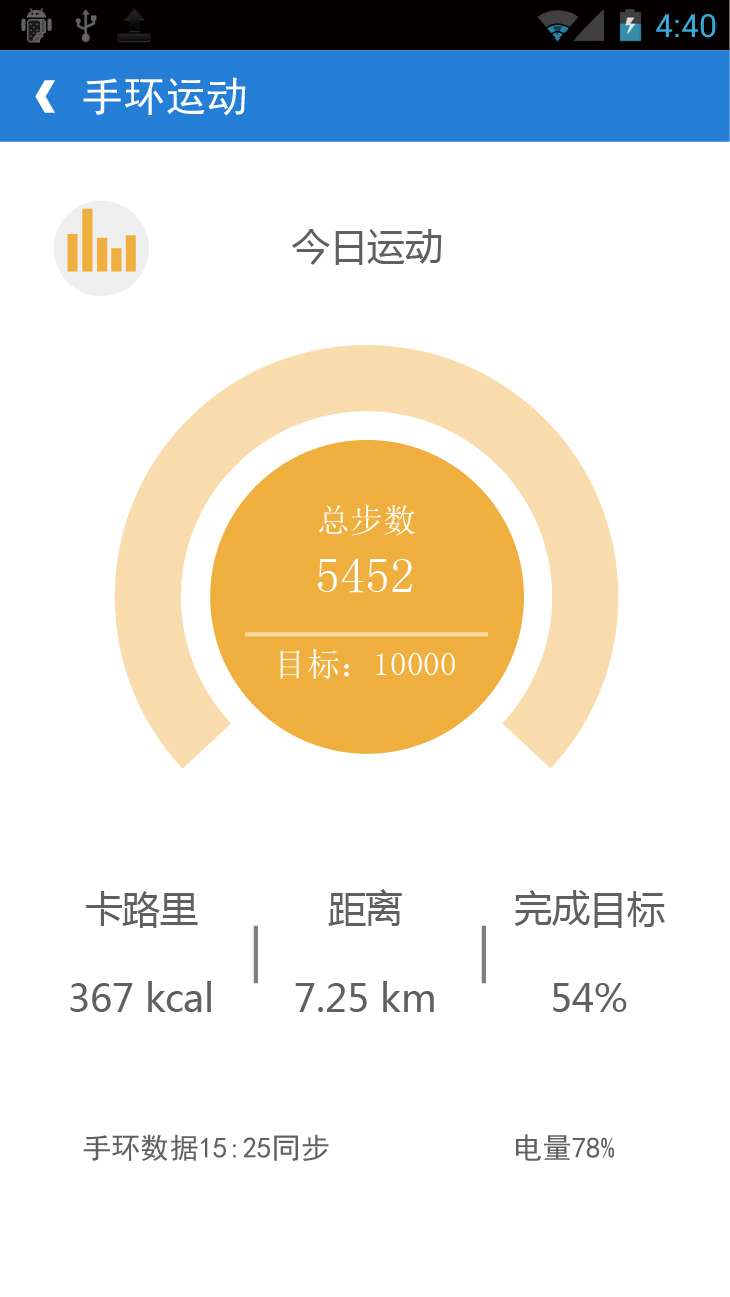 4:40
手环运动
今日运动
总步数
5452
目标：10000
卡路里 距离 完成目标
367 kcal 7.25 km 54%
手环数据15:25同步 电量78%